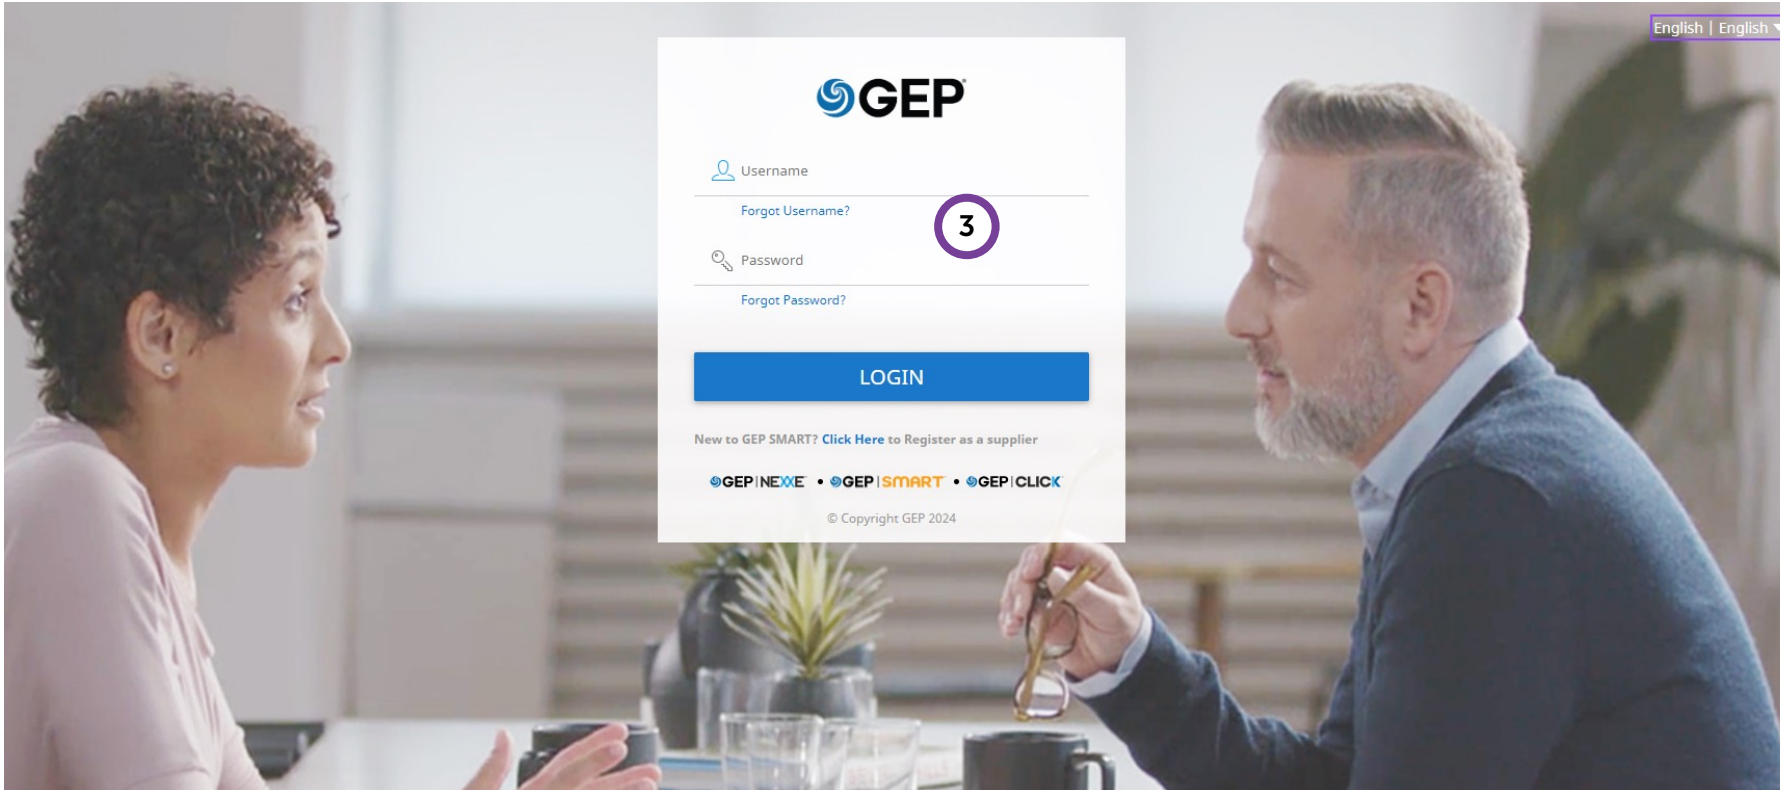 English | English
GEP
Username
Forgot Username?
3
Password
Forgot Password?
LOGIN
New to GEP SMART? Click Here to Register as a supplier
GEP|NEXXE • GEP|SMART • GEP|CLICK
© Copyright GEP 2024